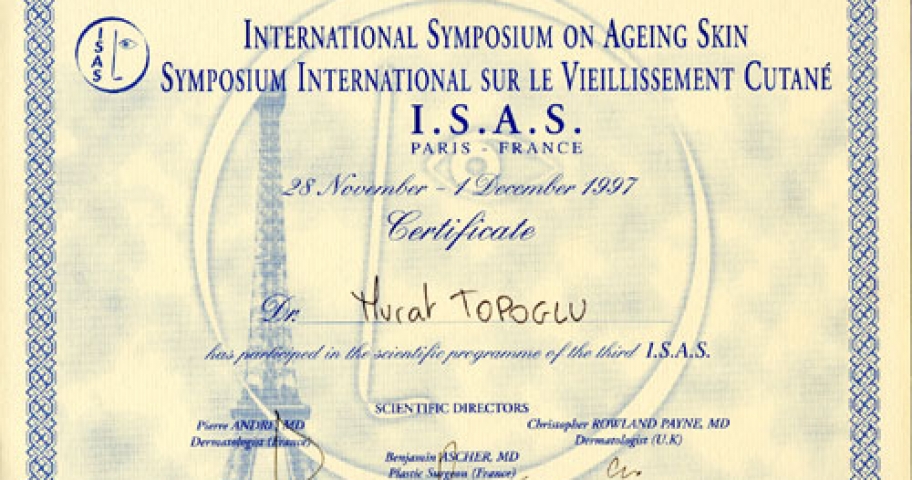 ISAS
INTERNATIONAL SYMPOSIUM ON AGEING SKIN
SYMPOSIUM INTERNATIONAL SUR LE VIEILLISSEMENT CUTANÉ
I.S.A.S.
PARIS - FRANCE
28 November - 1 December 1997
Certificate
Dr. Murat TOPOGLU
has participed in the scientific programme of the third I.S.A.S.
SCIENTIFIC DIRECTORS
Pierre ANDRE, MD Christopher ROWLAND PAYNE, MD
Dermatologist (France) Dermatologist (U.K)
Benjamin ASCHER, MD
Plastic Surgeon (France)